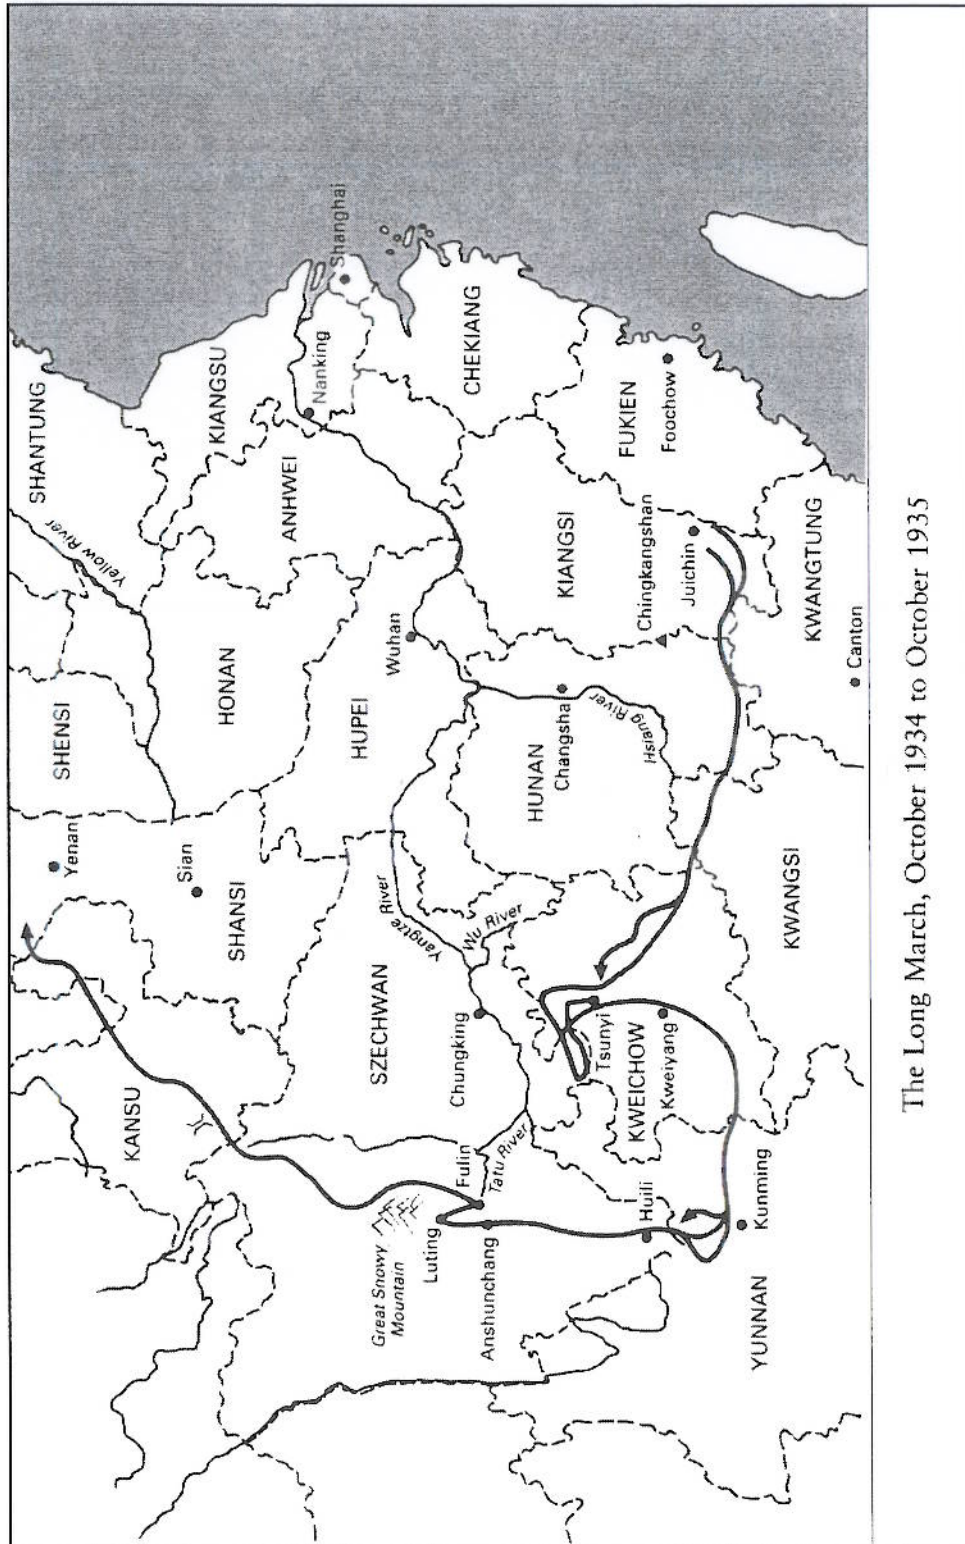 SHANTUNG
Yellow River
SHENSI
Yenan
KIANGSU
Shanghai
Nanking
ANHWEI
HONAN
Sian
SHANSI
KANSU
HUPEI
Wuhan
CHEKIANG
SZECHWAN
Yangtze River
Wu River
Chungking
Great Snowy
Mountain
Luting
Fulin
Tatu River
Anshunchang
KIANGSI
HUNAN
Changsha
Hsiang River
Chingkangshan
Juichin
FUKIEN
Foochow
Tsunyi
KWEICHOW
Kweiyang
Huili
Kunming
YUNNAN
KWANGSI
KWANGTUNG
Canton
The Long March, October 1934 to October 1935